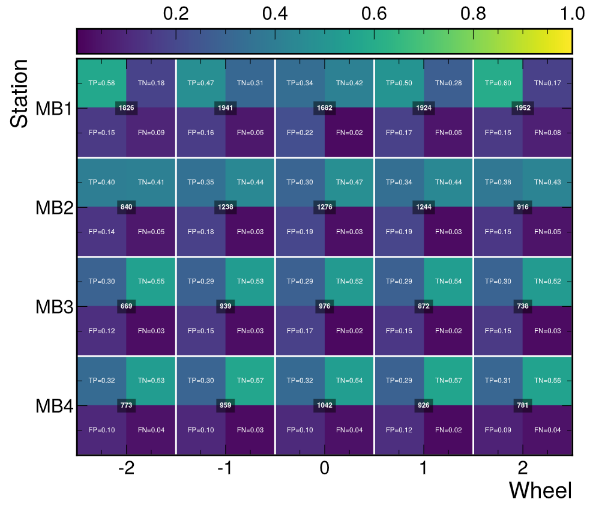 0.2 0.4 0.6 0.8 1.0
Station
TP=0.58 TN=0.18 TP=0.47 TN=0.31 TP=0.34 TN=0.42 TP=0.50 TN=0.28 TP=0.60 TN=0.17
MB1 1826 1941 1682 1924 1952
FP=0.15 FN=0.09 FP=0.16 FN=0.05 FP=0.22 FN=0.02 FP=0.17 FN=0.05 FP=0.15 FN=0.08
TP=0.40 TN=0.41 TP=0.35 TN=0.44 TP=0.30 TN=0.47 TP=0.34 TN=0.44 TP=0.38 TN=0.43
MB2 840 1238 1276 1244 916
FP=0.14 FN=0.05 FP=0.18 FN=0.03 FP=0.19 FN=0.03 FP=0.19 FN=0.03 FP=0.15 FN=0.05
TP=0.30 TN=0.55 TP=0.29 TN=0.53 TP=0.29 TN=0.52 TP=0.29 TN=0.54 TP=0.30 TN=0.52
MB3 669 939 976 872 738
FP=0.12 FN=0.03 FP=0.15 FN=0.03 FP=0.17 FN=0.02 FP=0.15 FN=0.02 FP=0.15 FN=0.03
TP=0.32 TN=0.53 TP=0.30 TN=0.57 TP=0.32 TN=0.54 TP=0.29 TN=0.57 TP=0.31 TN=0.56
MB4 773 959 1042 926 781
FP=0.10 FN=0.04 FP=0.10 FN=0.03 FP=0.10 FN=0.04 FP=0.12 FN=0.02 FP=0.09 FN=0.04
-2 -1 0 1 2
Wheel